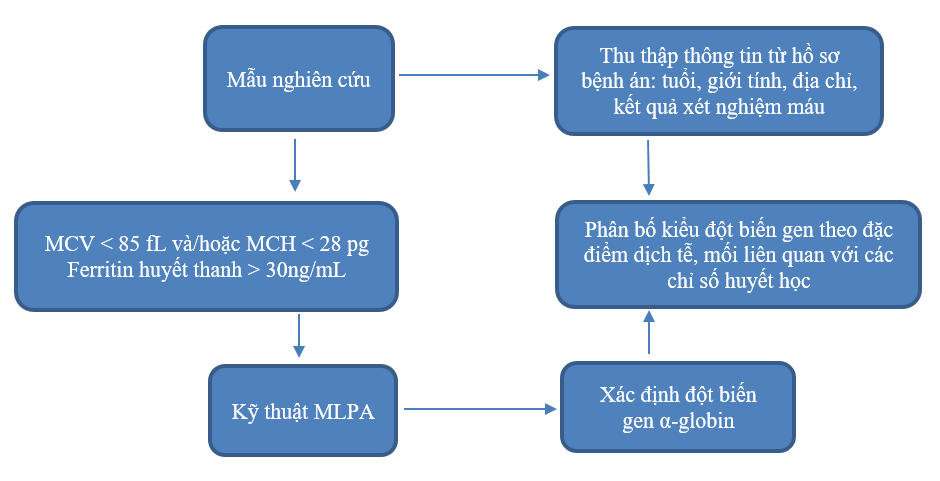 Mẫu nghiên cứu
Thu thập thông tin từ hồ sơ
bệnh án: tuổi, giới tính, địa chỉ,
kết quả xét nghiệm máu
MCV < 85 fL và/hoặc MCH < 28 pg
Ferritin huyết thanh > 30ng/mL
Phân bố kiểu đột biến gen theo đặc
điểm dịch tễ, mối liên quan với các
chỉ số huyết học
Kỹ thuật MLPA
Xác định đột biến
gen α-globin